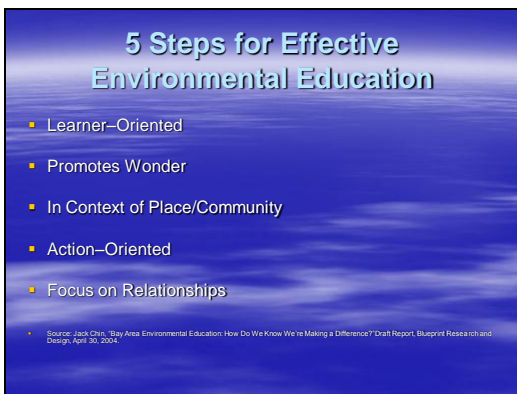 5 Steps for Effective
Environmental Education
▪ Learner–Oriented
▪ Promotes Wonder
▪ In Context of Place/Community
▪ Action–Oriented
▪ Focus on Relationships
▪ Source: Jack Chin, "Bay Area Environmental Education: How Do We Know We're Making a Difference?"Draft Report, Blueprint Research and
Design, April 30, 2004.